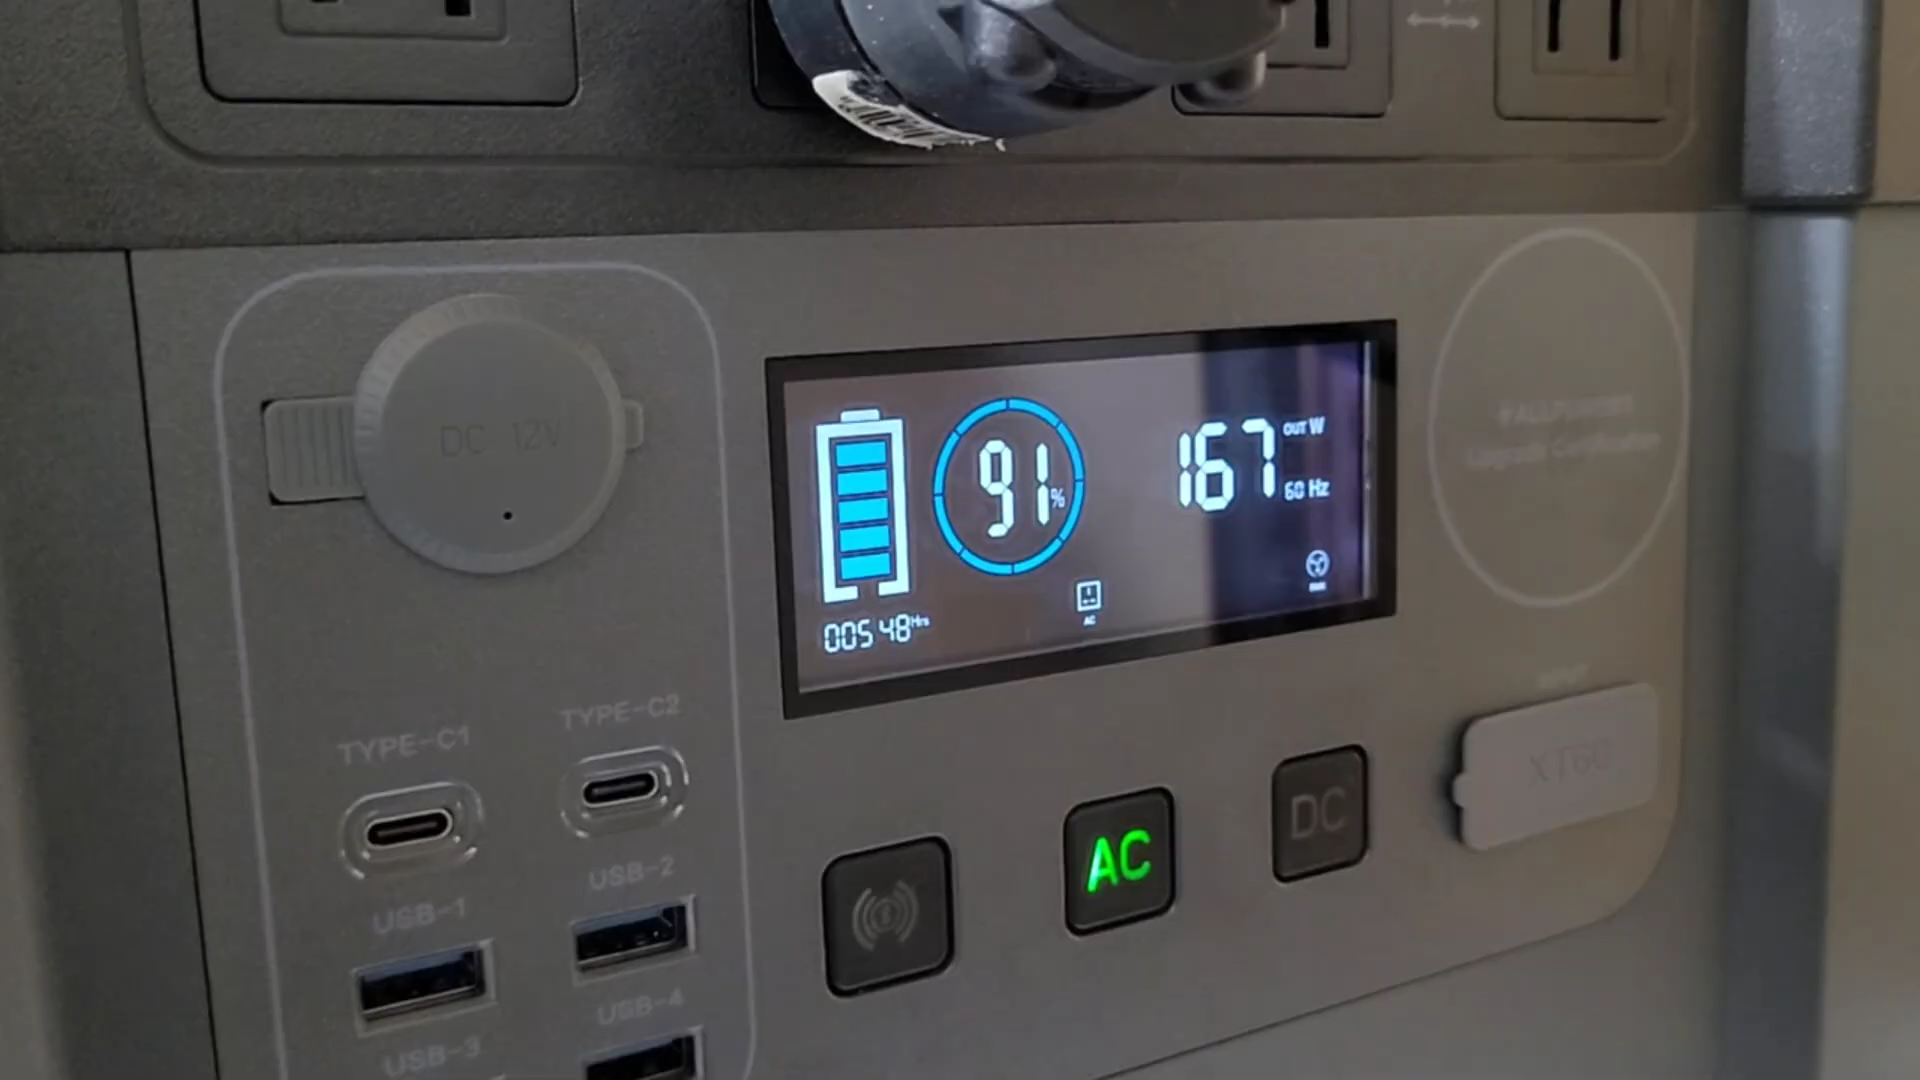 DC 12V
91%
167 OUT W
60 Hz
AC
00548Hrs
TYPE-C1
TYPE-C2
USB-1
USB-2
USB-3
USB-4
AC
DC
XT60